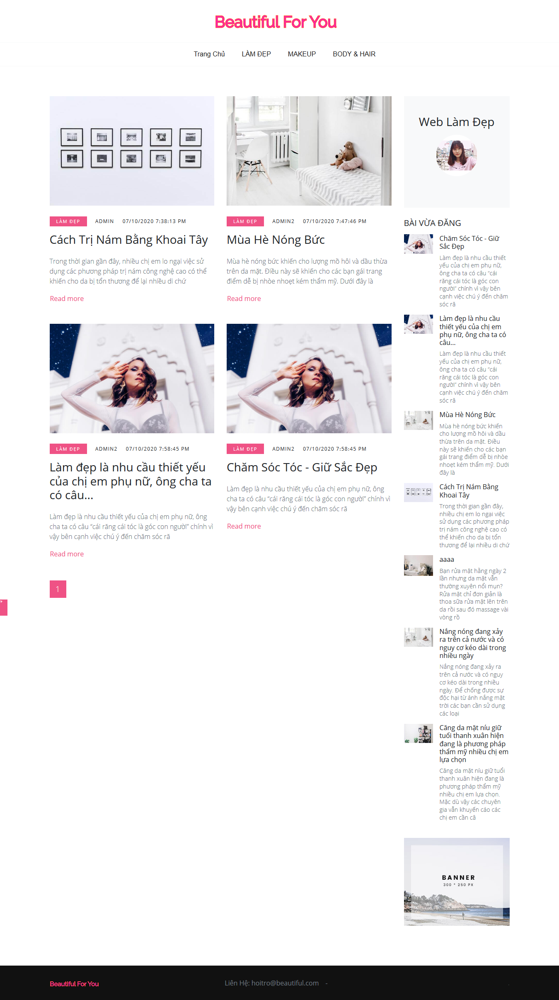 Beautiful For You
Trang Chủ LÀM ĐẸP MAKEUP BODY & HAIR
LÀM ĐẸP ADMIN 07/10/2020 7:38:13 PM
Cách Trị Nám Bằng Khoai Tây
Trong thời gian gần đây, nhiều chị em lo ngại việc sử
dụng các phương pháp trị nám công nghệ cao có thể
khiến cho da bị tổn thương để lại nhiều di chứ
Read more
LÀM ĐẸP ADMIN2 07/10/2020 7:47:46 PM
Mùa Hè Nóng Bức
Mùa hè nóng bức khiến cho lượng mồ hôi và dầu thừa
trên da mặt. Điều này sẽ khiến cho các bạn gái trang
điểm dễ bị nhòe nhoẹt kém thẩm mỹ. Dưới đây là
Read more
LÀM ĐẸP ADMIN2 07/10/2020 7:58:45 PM
Làm đẹp là nhu cầu thiết yếu
của chị em phụ nữ, ông cha ta
có câu...
Làm đẹp là nhu cầu thiết yếu của chị em phụ nữ, ông
cha ta có câu “cái răng cái tóc là góc con người” chính vì
vậy bên cạnh việc chú ý đến chăm sóc ră
Read more
LÀM ĐẸP ADMIN2 07/10/2020 7:58:45 PM
Chăm Sóc Tóc - Giữ Sắc Đẹp
Làm đẹp là nhu cầu thiết yếu của chị em phụ nữ, ông
cha ta có câu “cái răng cái tóc là góc con người” chính vì
vậy bên cạnh việc chú ý đến chăm sóc ră
Read more
1
Web Làm Đẹp
BÀI VỪA ĐĂNG
Chăm Sóc Tóc - Giữ
Sắc Đẹp
Làm đẹp là nhu cầu thiết
yếu của chị em phụ nữ,
ông cha ta có câu “cái
răng cái tóc là góc con
người” chính vì vậy bên
cạnh việc chú ý đến chăm
sóc ră
Làm đẹp là nhu cầu
thiết yếu của chị em
phụ nữ, ông cha ta có
câu...
Làm đẹp là nhu cầu thiết
yếu của chị em phụ nữ,
ông cha ta có câu “cái
răng cái tóc là góc con
người” chính vì vậy bên
cạnh việc chú ý đến chăm
sóc ră
Mùa Hè Nóng Bức
Mùa hè nóng bức khiến
cho lượng mồ hôi và dầu
thừa trên da mặt. Điều
này sẽ khiến cho các bạn
gái trang điểm dễ bị nhòe
nhoẹt kém thẩm mỹ. Dưới
đây là
Cách Trị Nám Bằng
Khoai Tây
Trong thời gian gần đây,
nhiều chị em lo ngại việc
sử dụng các phương pháp
trị nám công nghệ cao có
thể khiến cho da bị tổn
thương để lại nhiều di chứ
aaaa
Bạn rửa mặt hằng ngày 2
lần nhưng da mặt vẫn
thường xuyên nổi mụn?
Rửa mặt chỉ đơn giản là
thoa sữa rửa mặt lên trên
da rồi sau đó massage vài
vòng rồ
Nắng nóng đang xảy
ra trên cả nước và có
nguy cơ kéo dài trong
nhiều ngày
Nắng nóng đang xảy ra
trên cả nước và có nguy
cơ kéo dài trong nhiều
ngày. Để chống được sự
độc hại từ ánh nắng mặt
trời các bạn cần sử dụng
các loại
Căng da mặt níu giữ
tuổi thanh xuân hiện
đang là phương pháp
thẩm mỹ nhiều chị em
lựa chọn
Căng da mặt níu giữ tuổi
thanh xuân hiện đang là
phương pháp thẩm mỹ
nhiều chị em lựa chọn.
Mặc dù vậy các chuyên
gia vẫn khuyến cáo các
chị em cần câ
BANNER
300 * 250 PX
Beautiful For You
Liên Hệ: hoitro@beautiful.com -
.